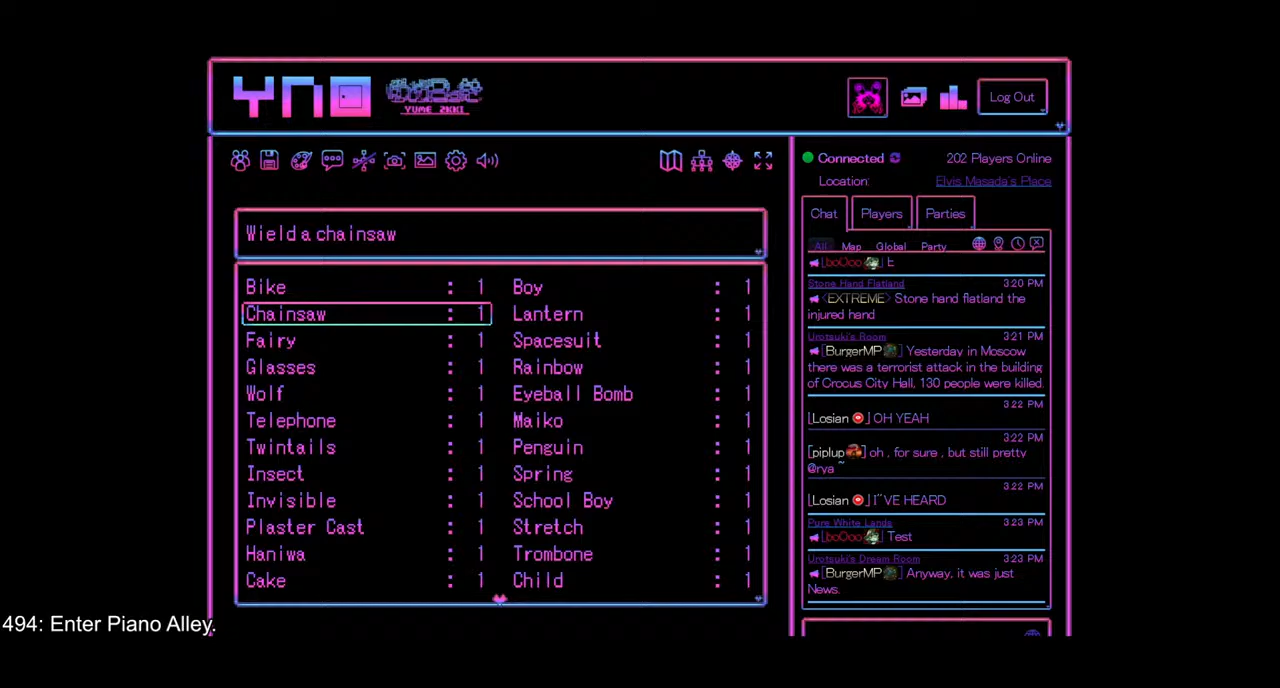 YNO
YUME 2KKI
Log Out
Connected
202 Players Online
Location:
Elvis Masada's Place
Chat
Players
Parties
All
Map
Global
Party
Wield a chainsaw
Bike : 1
Boy : 1
Chainsaw : 1
Lantern : 1
Fairy : 1
Spacesuit : 1
Glasses : 1
Rainbow : 1
Wolf : 1
Eyeball Bomb : 1
Telephone : 1
Maiko : 1
Twintails : 1
Penguin : 1
Insect : 1
Spring : 1
Invisible : 1
School Boy : 1
Plaster Cast : 1
Stretch : 1
Haniwa : 1
Trombone : 1
Cake : 1
Child : 1
[boOoo]
Stone Hand Flatland 3:20 PM
<EXTREME> Stone hand flatland the
injured hand
Urotsuki's Room 3:21 PM
[BurgerMP] Yesterday in Moscow
there was a terrorist attack in the building
of Crocus City Hall, 130 people were killed.
3:22 PM
[Losian] OH YEAH
3:22 PM
[piplup] oh , for sure , but still pretty
@rya ~
3:22 PM
[Losian] I´´VE HEARD
Pure White Lands 3:23 PM
[boOoo] Test
Urotsuki's Dream Room 3:23 PM
[BurgerMP] Anyway, it was just
News.
494: Enter Piano Alley.